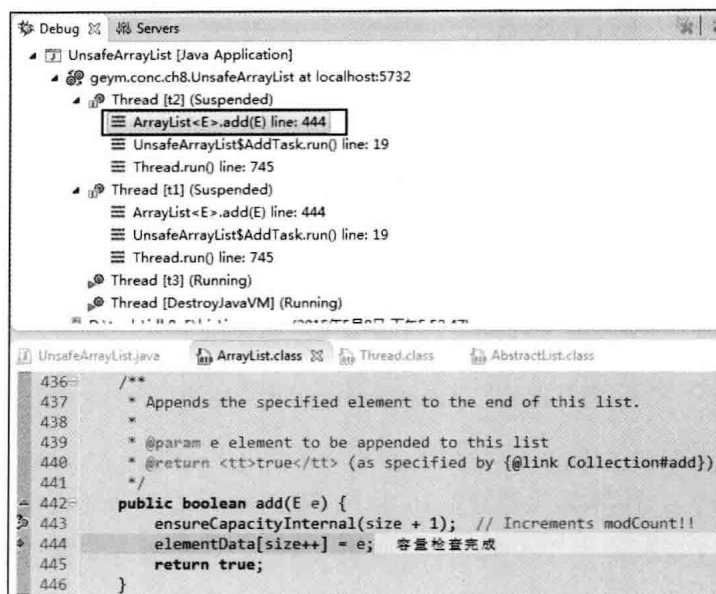 Debug Servers
UnsafeArrayList [Java Application]
geym.conc.ch8.UnsafeArrayList at localhost:5732
Thread [t2] (Suspended)
ArrayList<E>.add(E) line: 444
UnsafeArrayList$AddTask.run() line: 19
Thread.run() line: 745
Thread [t1] (Suspended)
ArrayList<E>.add(E) line: 444
UnsafeArrayList$AddTask.run() line: 19
Thread.run() line: 745
Thread [t3] (Running)
Thread [DestroyJavaVM] (Running)
UnsafeArrayList.java ArrayList.class Thread.class AbstractList.class
436 /**
437 * Appends the specified element to the end of this list.
438 *
439 * @param e element to be appended to this list
440 * @return <tt>true</tt> (as specified by {@link Collection#add})
441 */
442 public boolean add(E e) {
443 ensureCapacityInternal(size + 1); // Increments modCount!!
444 elementData[size++] = e; 容量检查完成
445 return true;
446 }